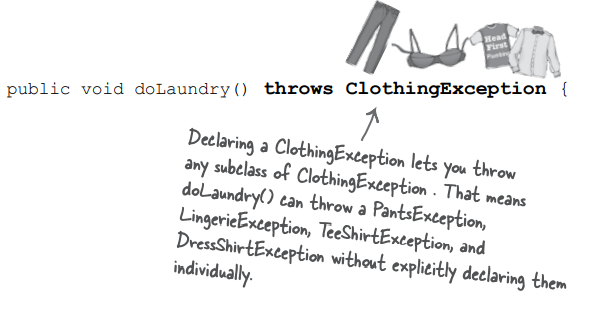 Head
First
public void doLaundry() throws ClothingException {
Declaring a ClothingException lets you throw
any subclass of ClothingException . That means
doLaundry() can throw a PantsException,
LingerieException, TeeShirtException, and
DressShirtException without explicitly declaring them
individually.